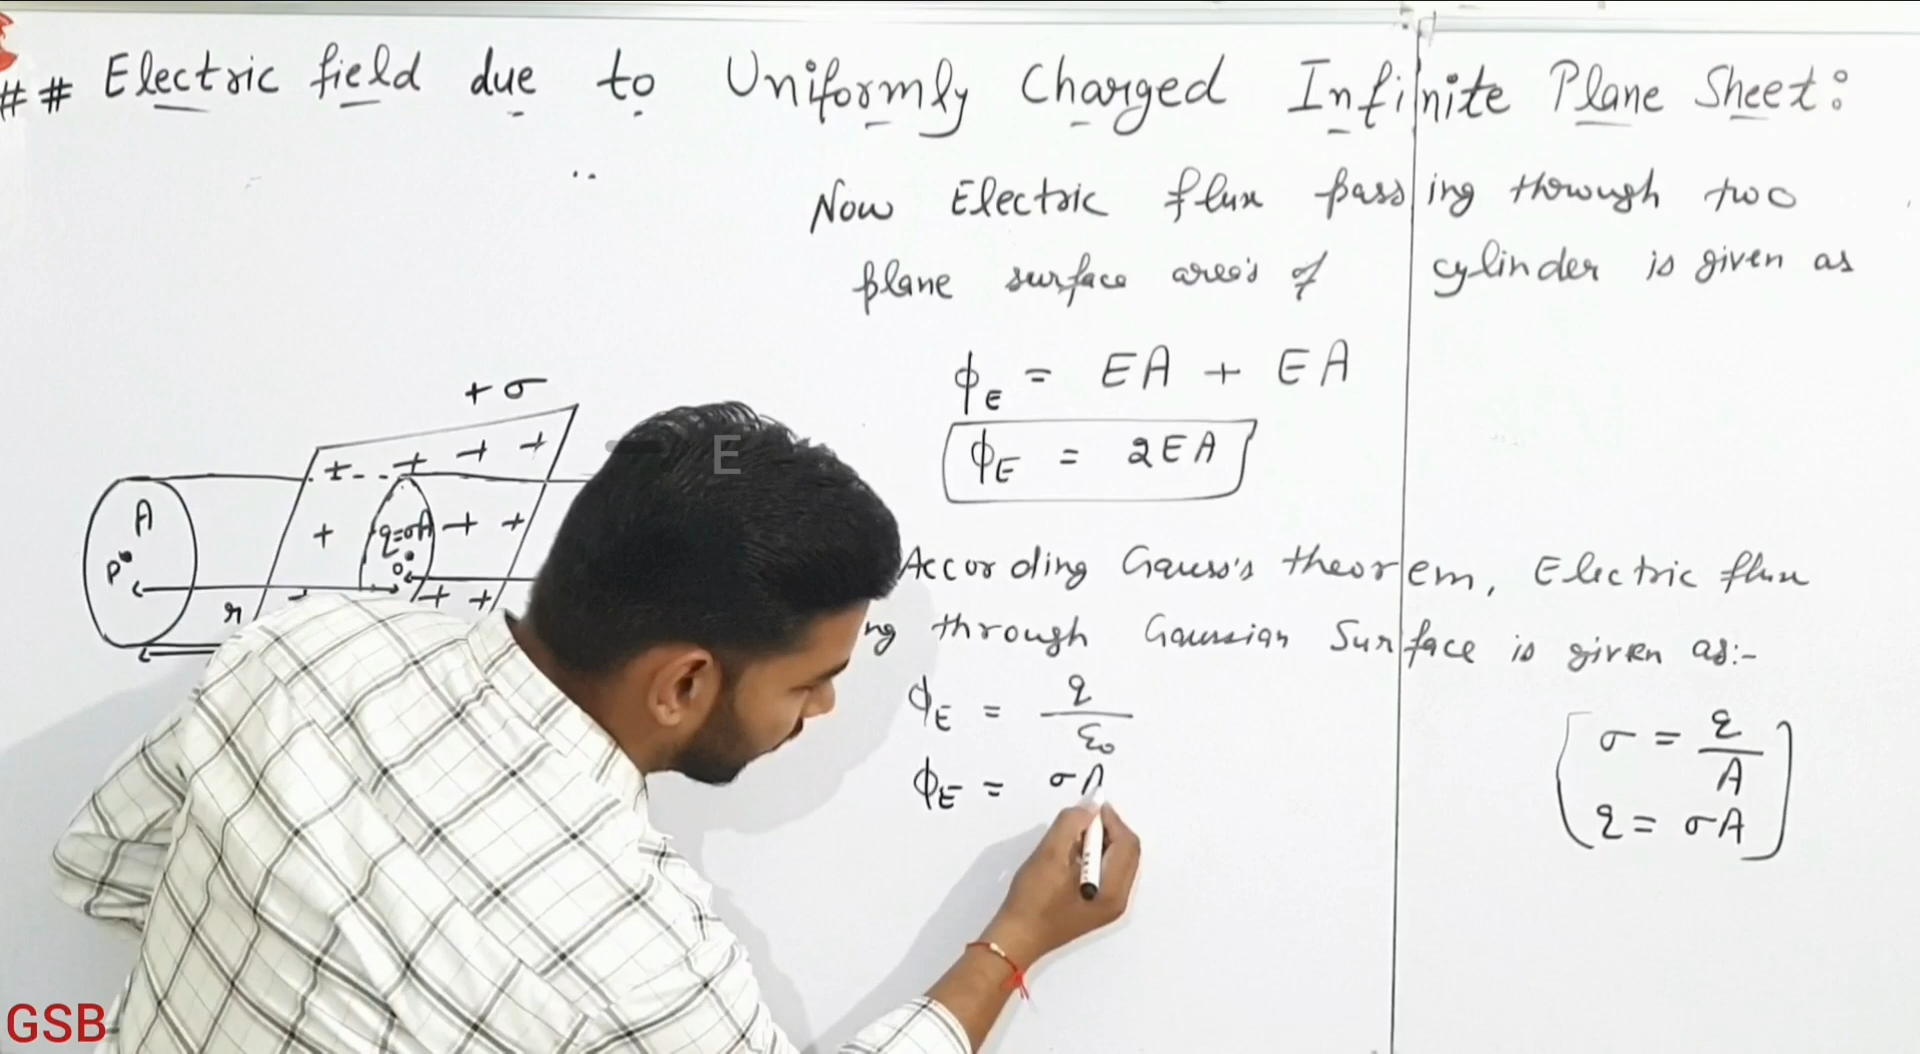 ## Electric field due to Uniformly Charged Infinite Plane Sheet:
Now Electric flux passing through two
plane surface area's of cylinder is given as
ϕE = EA + EA
ϕE = 2EA
According Gauss's theorem, Electric flux
ng through Gaussian Surface is given as:-
ϕE = q/ε0
ϕE = σA
σ = q/A
q = σA
+σ
+ - - + + +
A
+ q=σA + +
P
O
+ +
r
E
GSB